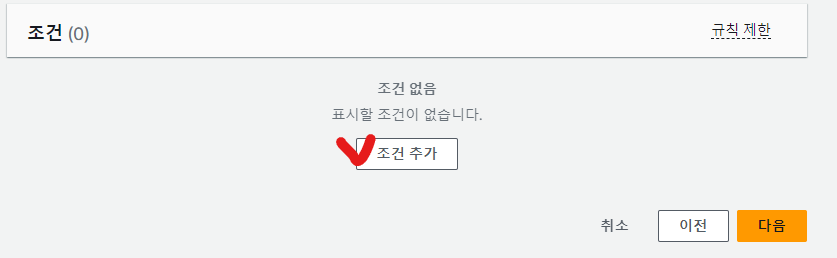 조건 (0)
규칙 제한
조건 없음
표시할 조건이 없습니다.
조건 추가
취소
이전
다음